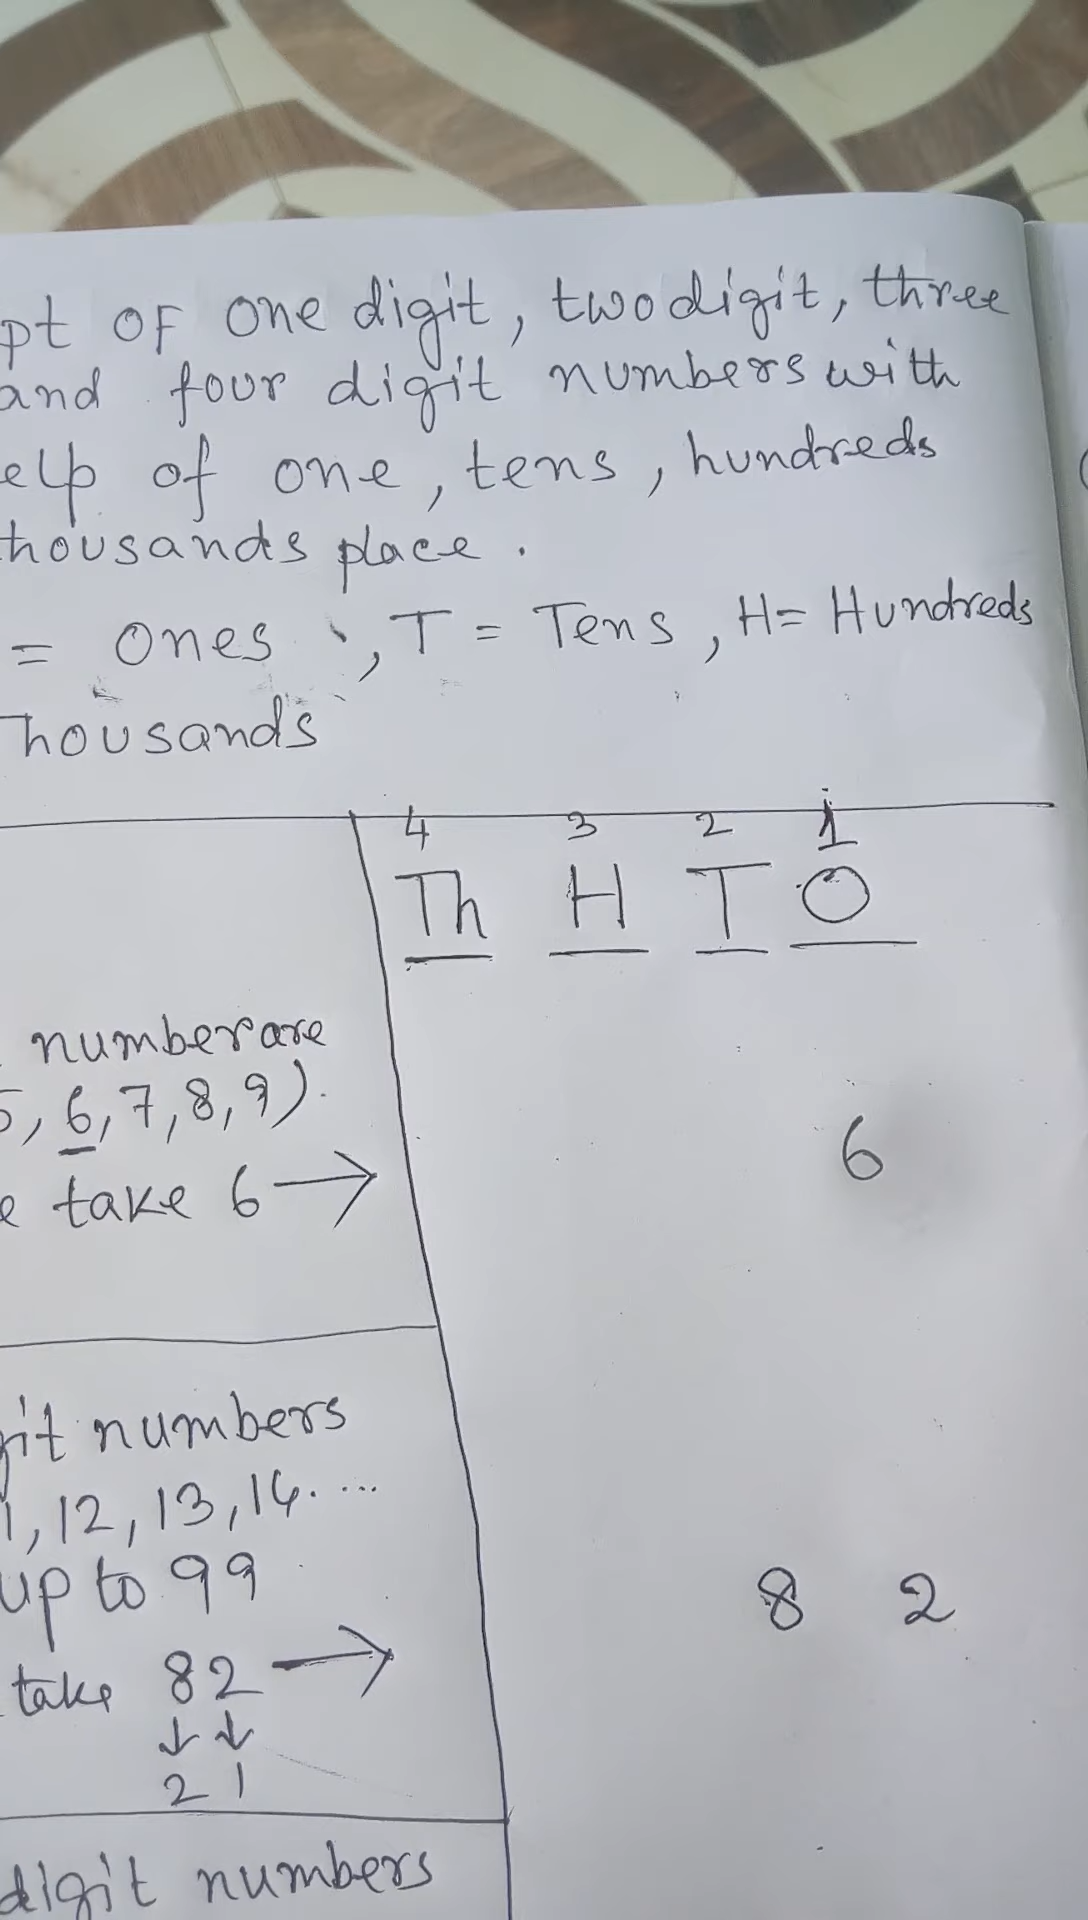 pt OF one digit, two digit, three
and four digit numbers with
elp of one, tens, hundreds
housands place.
= Ones, T = Tens, H= Hundreds
Thousands
4 3 2 1
Th H T O
numberare
5, 6, 7, 8, 9).
e take 6 → 6
git numbers
1, 12, 13, 14....
up to 99
take 82 → 8 2
↓ ↓
2 1
digit numbers